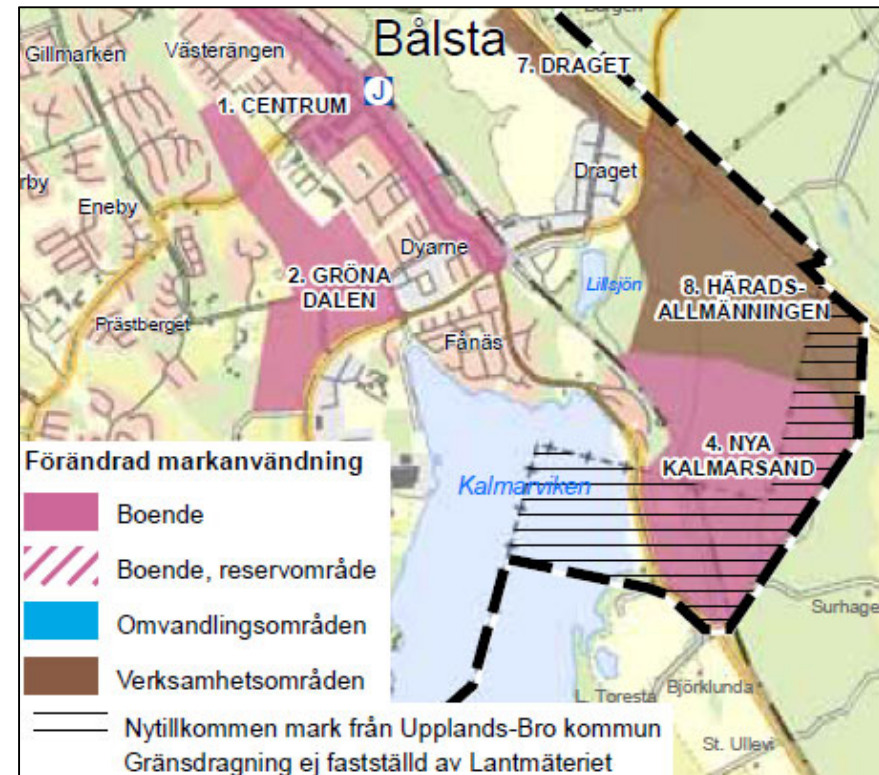 Gillmarken
Västerängen
Bålsta
7. DRAGET
J
1. CENTRUM
rby
Eneby
Draget
Dyarne
2. GRÖNA
DALEN
Lillsjön
8. HÄRADS-
ALLMÄNNINGEN
Prästberget
Fånäs
4. NYA
KALMARSAND
Kalmarviken
Förändrad markanvändning
Boende
Boende, reservområde
Omvandlingsområden
Verksamhetsområden
Surhage
L. Toresta
Björklunda
St. Ullevi
Nytillkommen mark från Upplands-Bro kommun
Gränsdragning ej fastställd av Lantmäteriet